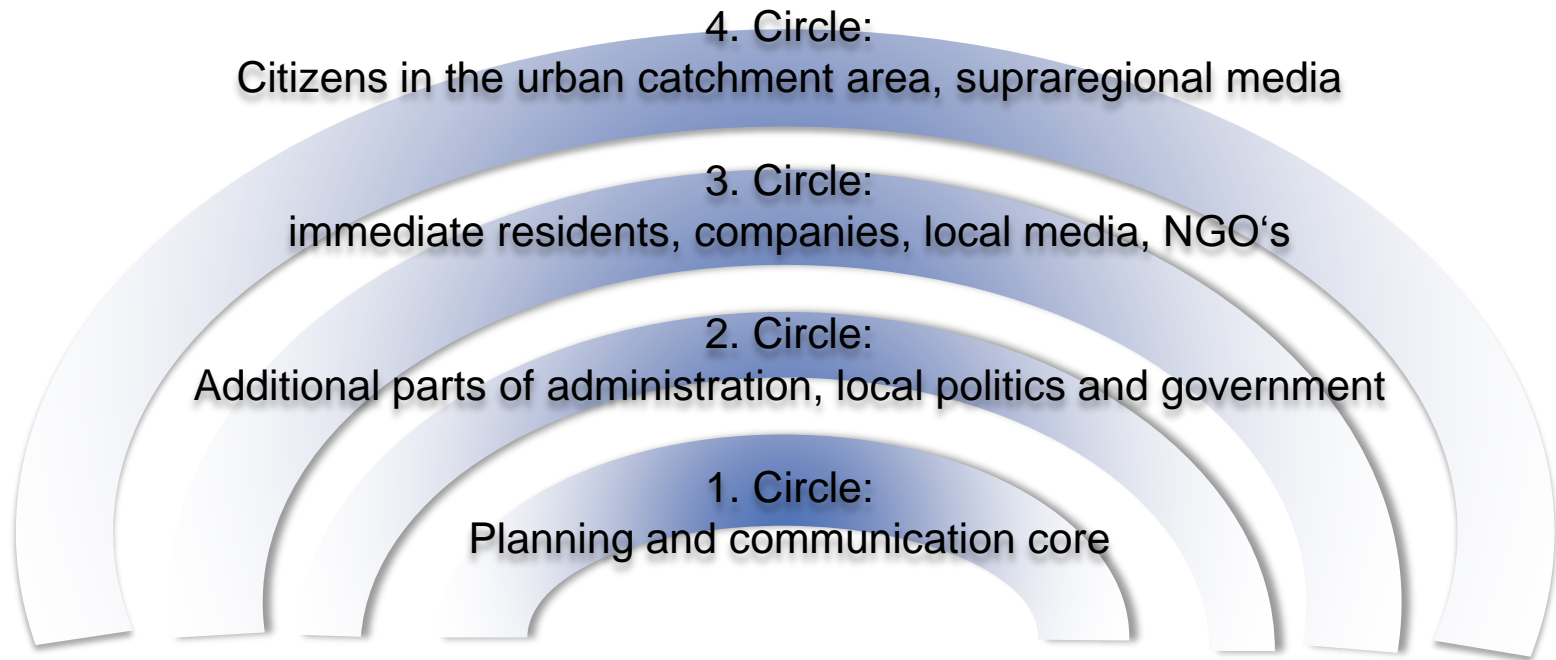 4. Circle:
Citizens in the urban catchment area, supraregional media
3. Circle:
immediate residents, companies, local media, NGO‘s
2. Circle:
Additional parts of administration, local politics and government
1. Circle:
Planning and communication core